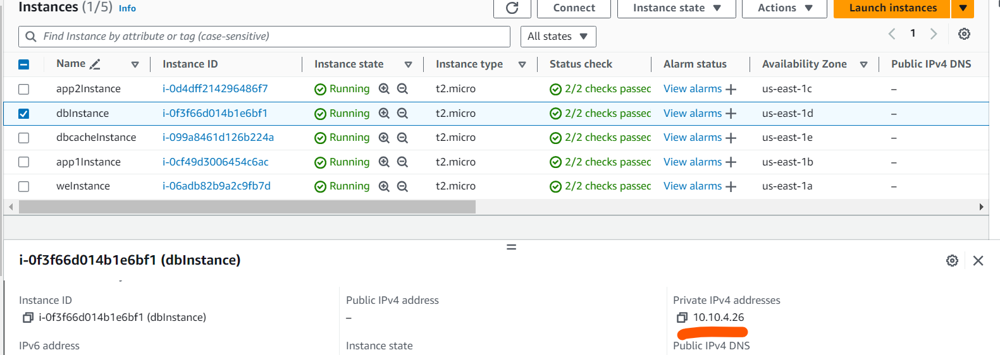 Instances (1/5) Info
Connect Instance state Actions Launch instances
Find Instance by attribute or tag (case-sensitive) All states 1
Name Instance ID Instance state Instance type Status check Alarm status Availability Zone Public IPv4 DNS
app2Instance i-0d4dff214296486f7 Running t2.micro 2/2 checks passed View alarms + us-east-1c –
dbInstance i-0f3f66d014b1e6bf1 Running t2.micro 2/2 checks passed View alarms + us-east-1d –
dbcacheInstance i-099a8461d126b224a Running t2.micro 2/2 checks passed View alarms + us-east-1e –
app1Instance i-0cf49d3006454c6ac Running t2.micro 2/2 checks passed View alarms + us-east-1b –
weInstance i-06adb82b9a2c9fb7d Running t2.micro 2/2 checks passed View alarms + us-east-1a –
i-0f3f66d014b1e6bf1 (dbInstance)
Instance ID Public IPv4 address Private IPv4 addresses
i-0f3f66d014b1e6bf1 (dbInstance) – 10.10.4.26
IPv6 address Instance state Public IPv4 DNS